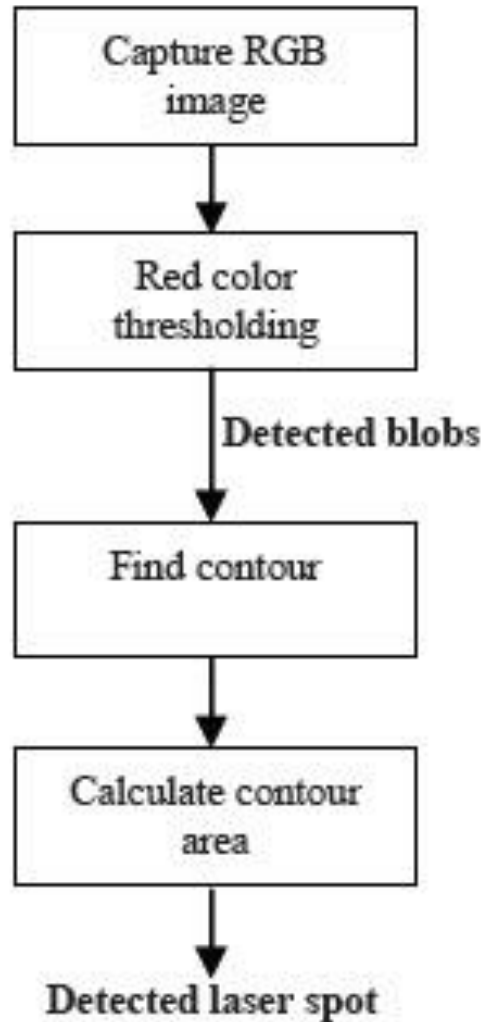 Capture RGB
image
Red color
thresholding
Detected blobs
Find contour
Calculate contour
area
Detected laser spot